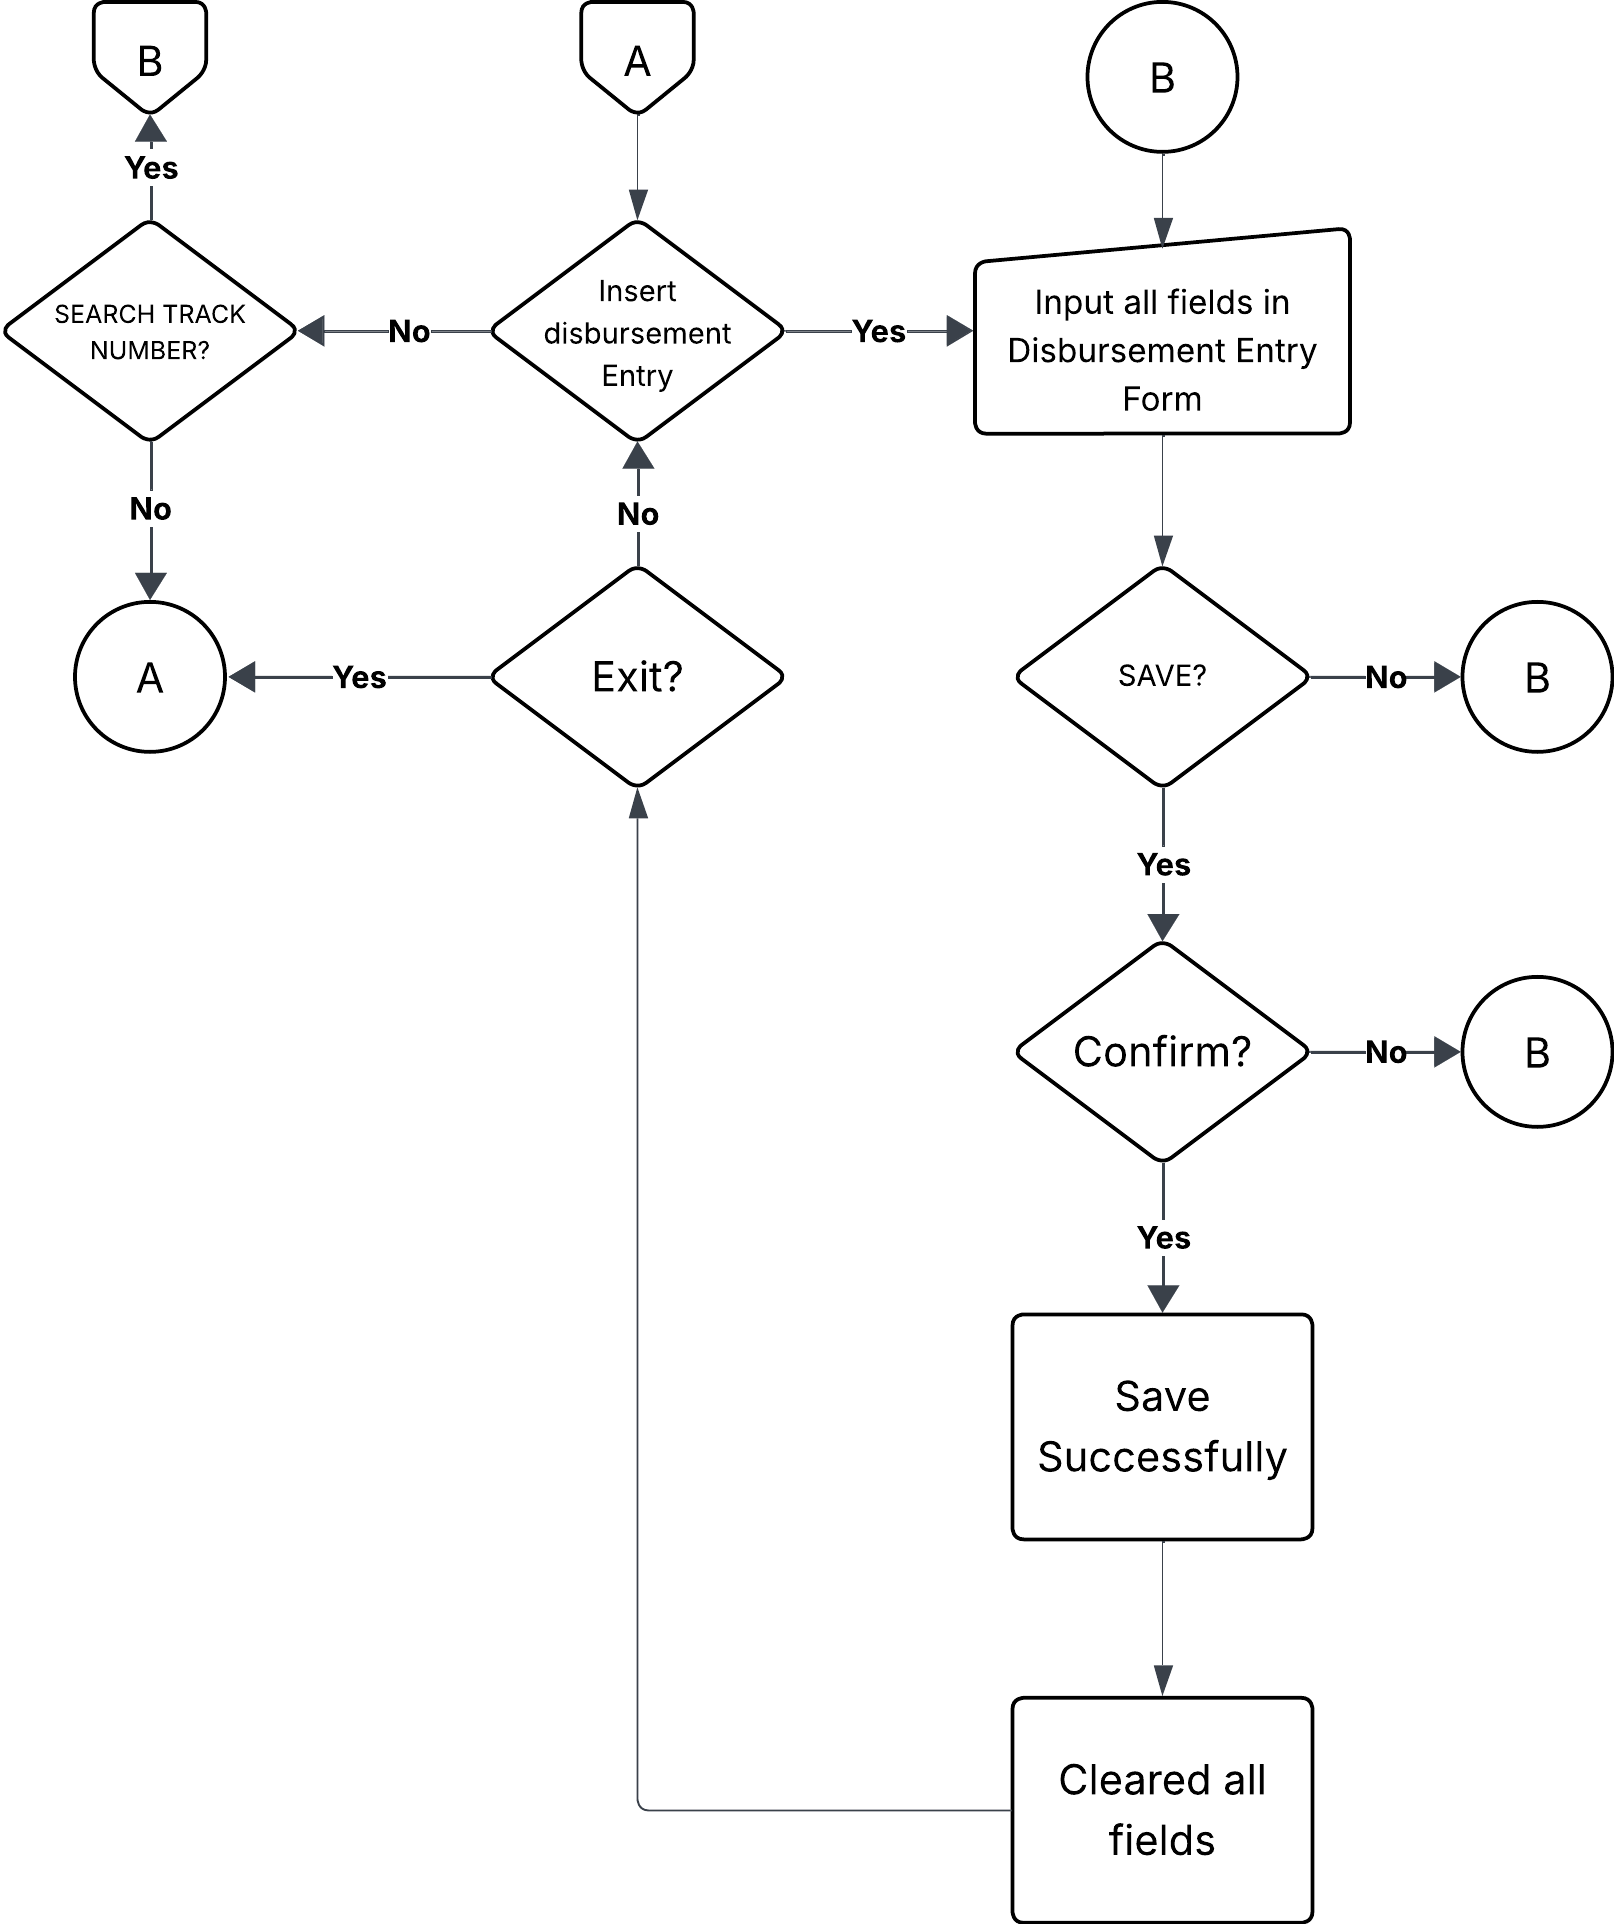 B
A
B
Yes
SEARCH TRACK
NUMBER?
No
Insert
disbursement
Entry
Yes
Input all fields in
Disbursement Entry
Form
No
No
A
Yes
Exit?
SAVE?
No
B
Yes
Confirm?
No
B
Yes
Save
Successfully
Cleared all
fields